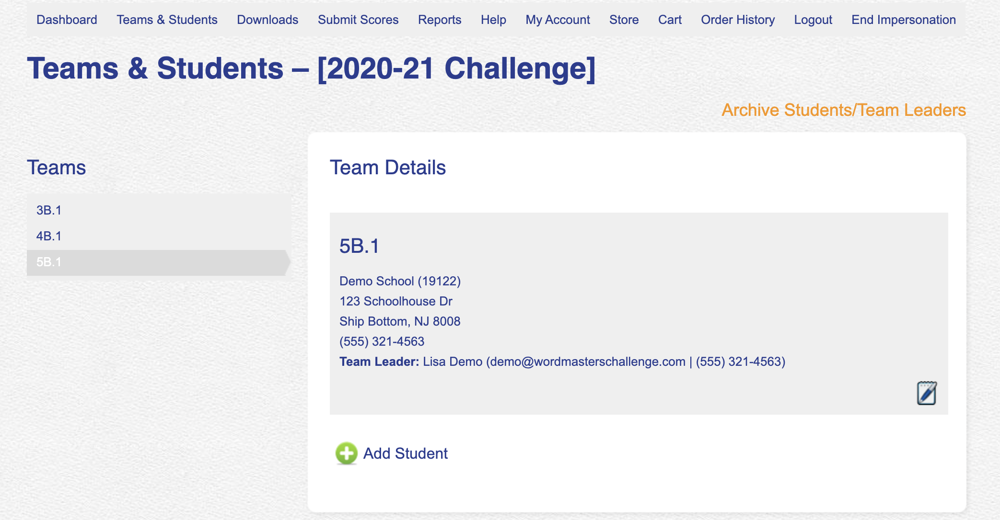 Dashboard Teams & Students Downloads Submit Scores Reports Help My Account Store Cart Order History Logout End Impersonation
Teams & Students – [2020-21 Challenge]
Archive Students/Team Leaders
Teams
3B.1
4B.1
5B.1
Team Details
5B.1
Demo School (19122)
123 Schoolhouse Dr
Ship Bottom, NJ 8008
(555) 321-4563
Team Leader: Lisa Demo (demo@wordmasterschallenge.com | (555) 321-4563)
Add Student